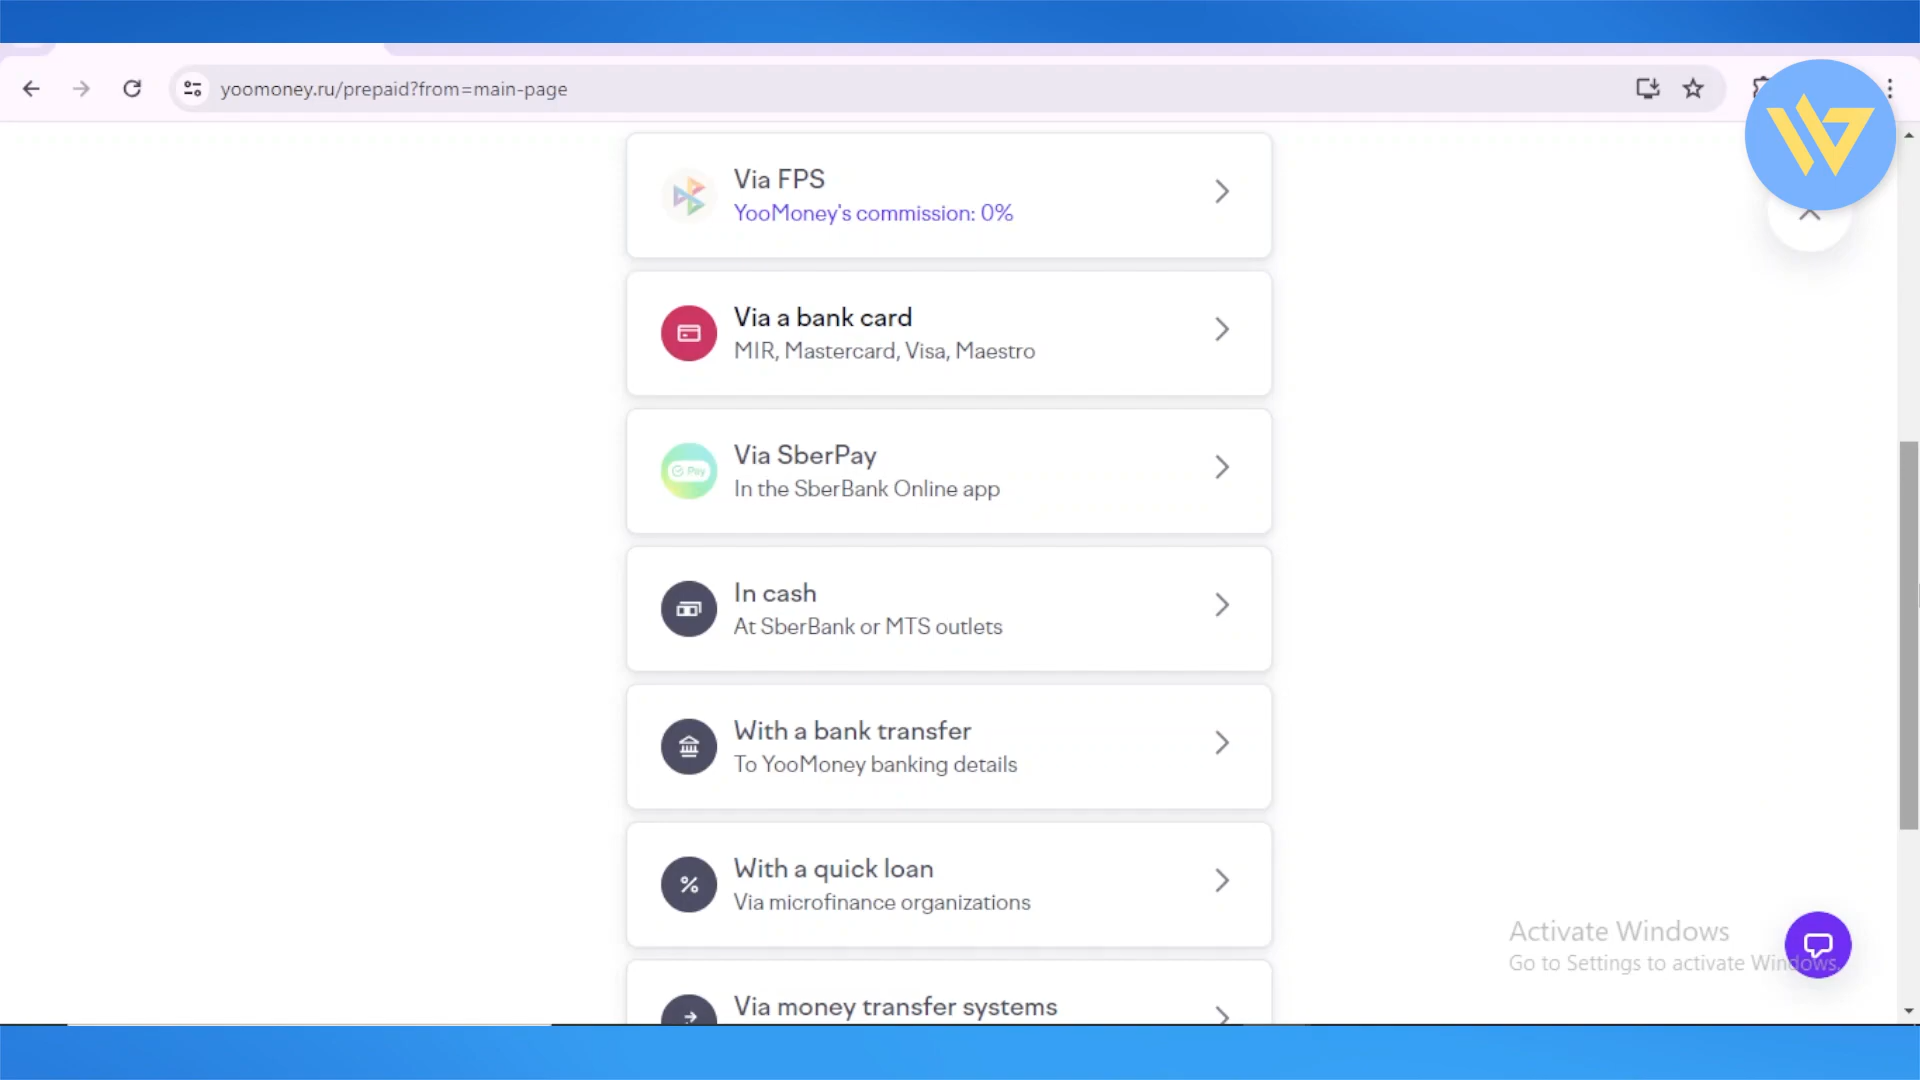 yoomoney.ru/prepaid?from=main-page
Via FPS
YooMoney's commission: 0%
Via a bank card
MIR, Mastercard, Visa, Maestro
Via SberPay
Pay
In the SberBank Online app
In cash
At SberBank or MTS outlets
With a bank transfer
To YooMoney banking details
With a quick loan
Via microfinance organizations
Activate Windows
Go to Settings to activate Windows.
Via money transfer systems